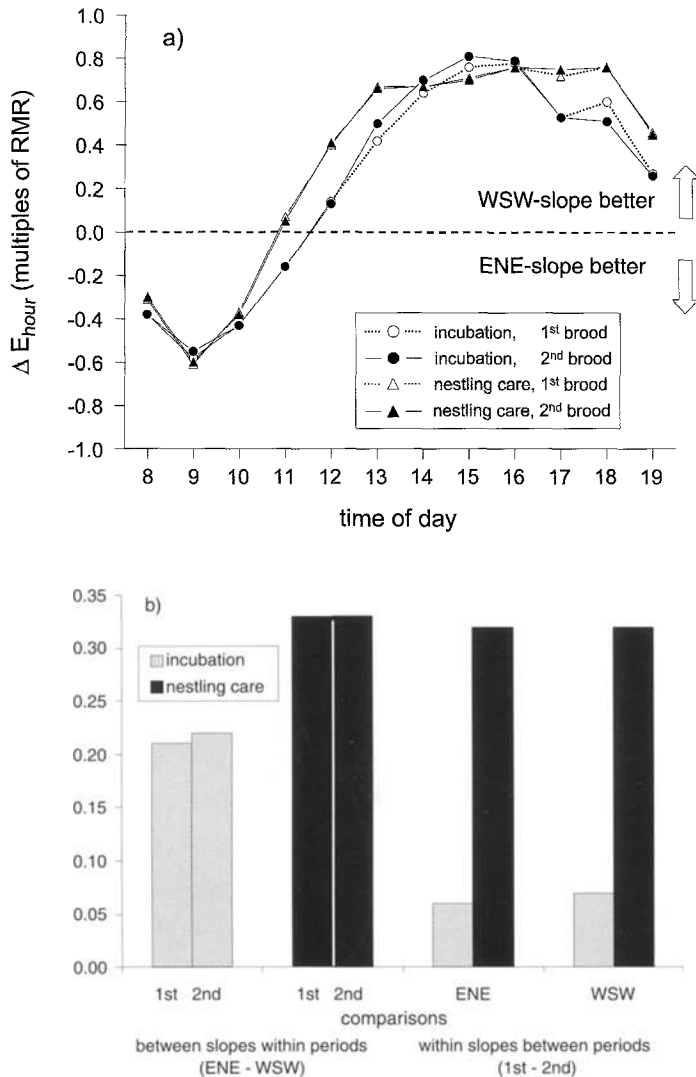 a)
1.0
0.8
0.6
0.4
0.2
0.0
-0.2
-0.4
-0.6
-0.8
-1.0
Δ E hour (multiples of RMR)
WSW-slope better
ENE-slope better
incubation, 1st brood
incubation, 2nd brood
nestling care, 1st brood
nestling care, 2nd brood
8 9 10 11 12 13 14 15 16 17 18 19
time of day
b)
0.35
0.30
0.25
0.20
0.15
0.10
0.05
0.00
incubation
nestling care
1st 2nd 1st 2nd ENE WSW
comparisons
between slopes within periods within slopes between periods
(ENE - WSW) (1st - 2nd)